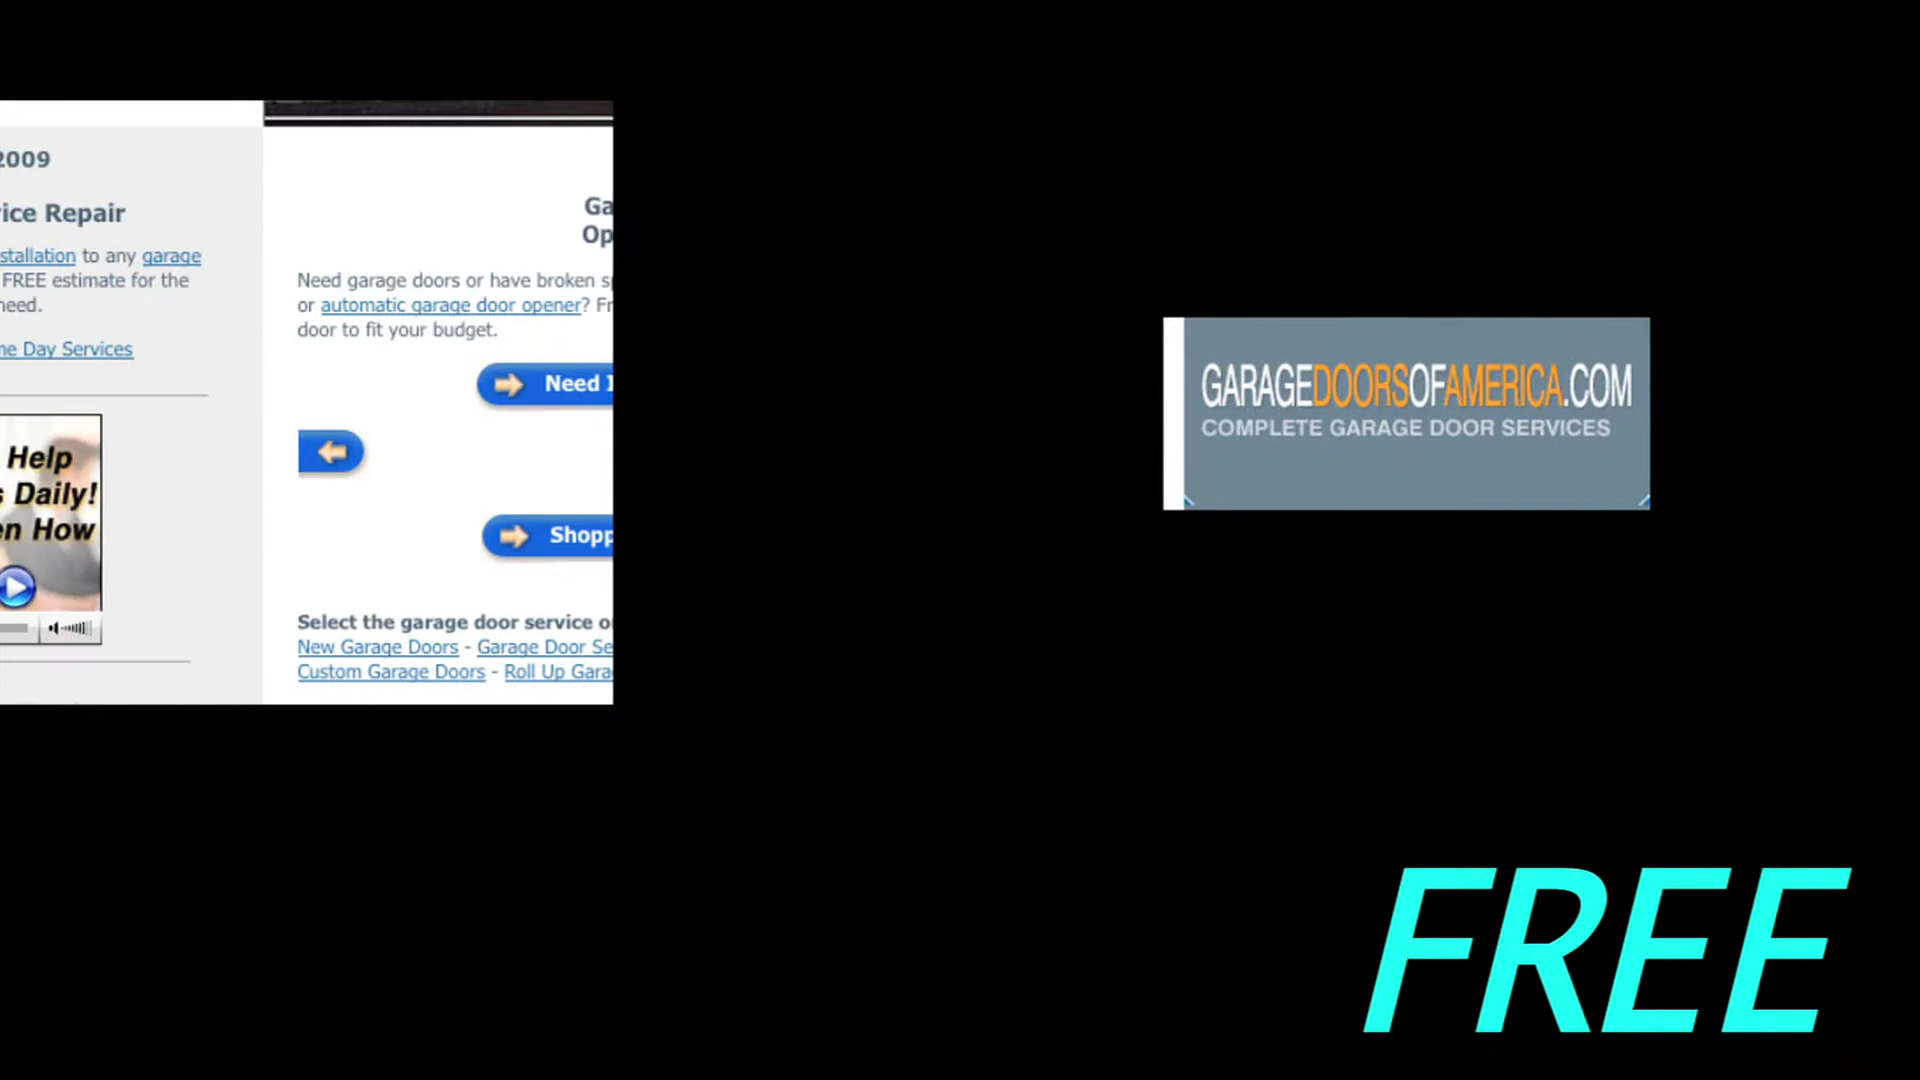 2009
ice Repair
stallation to any garage
FREE estimate for the
need.
me Day Services
Help
s Daily!
en How
Ga
Op
Need garage doors or have broken s
or automatic garage door opener? Fr
door to fit your budget.
Need I
Shopp
Select the garage door service o
New Garage Doors - Garage Door Se
Custom Garage Doors - Roll Up Gara
GARAGEDOORSOFAMERICA.COM
COMPLETE GARAGE DOOR SERVICES
FREE